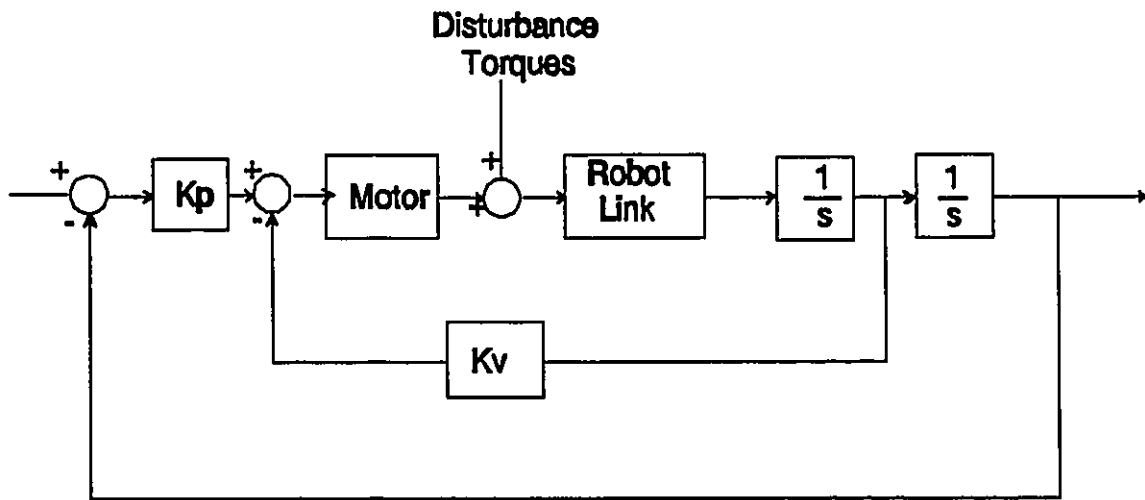 Disturbance
Torques
+
-
Kp
+
-
Motor
+
+
Robot
Link
1
s
1
s
Kv